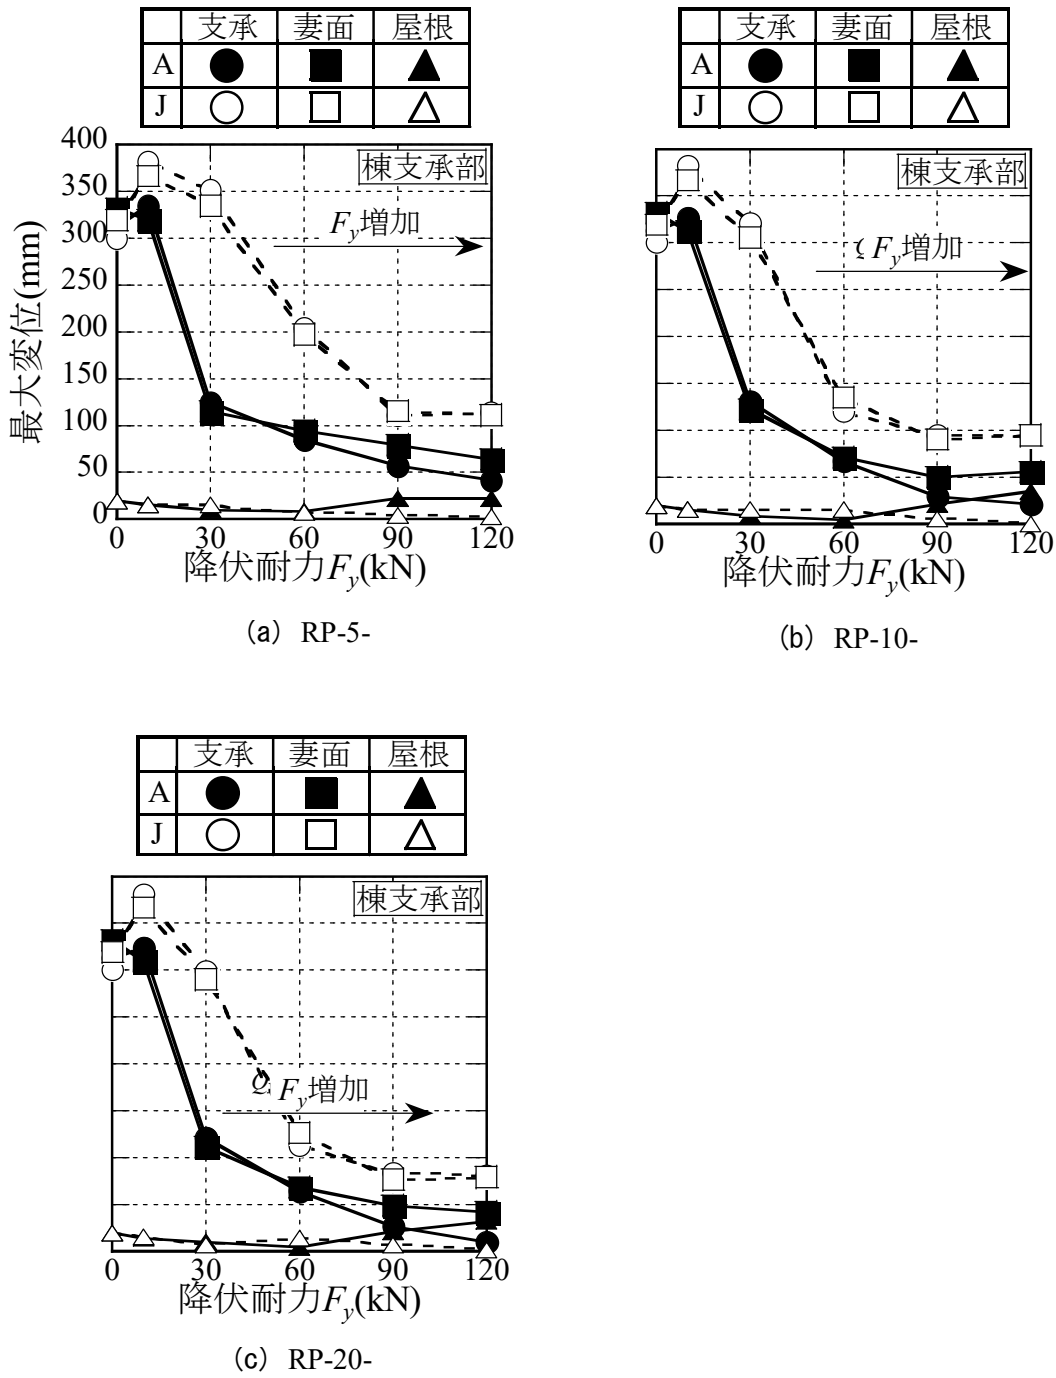 支承 妻面 屋根
A
J
400
350
300
250
200
150
100
50
0
最大変位(mm)
棟支承部
Fy増加
0 30 60 90 120
降伏耐力Fy(kN)
(a) RP-5-
支承 妻面 屋根
A
J
棟支承部
Fy増加
0 30 60 90 120
降伏耐力Fy(kN)
(b) RP-10-
支承 妻面 屋根
A
J
棟支承部
Fy増加
0 30 60 90 120
降伏耐力Fy(kN)
(c) RP-20-